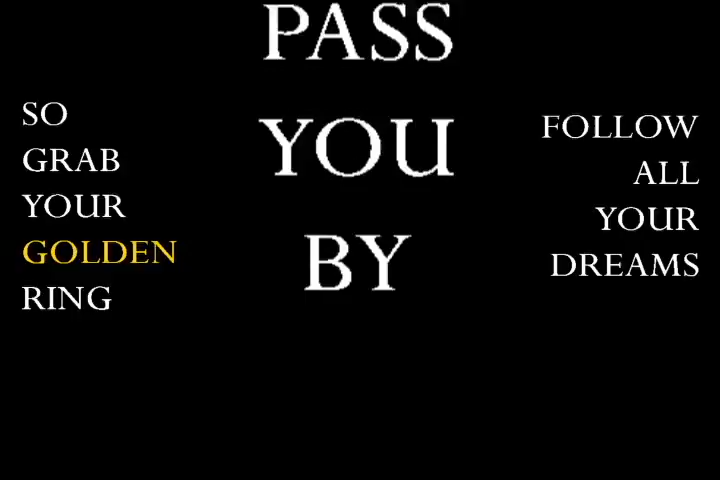 PASS
YOU
BY
SO
GRAB
YOUR
GOLDEN
RING
FOLLOW
ALL
YOUR
DREAMS